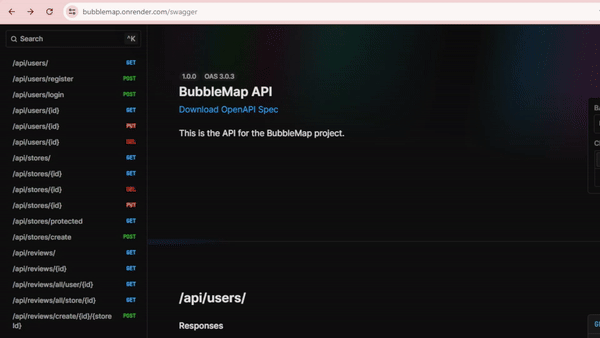 bubblemap.onrender.com/swagger
Search ^K
/api/users/ GET
/api/users/register POST
/api/users/login POST
/api/users/{id} GET
/api/users/{id} PUT
/api/users/{id} DEL
/api/stores/ GET
/api/stores/{id} GET
/api/stores/{id} DEL
/api/stores/{id} PUT
/api/stores/protected GET
/api/stores/create POST
/api/reviews/ GET
/api/reviews/{id} GET
/api/reviews/all/user/{id} GET
/api/reviews/all/store/{id} GET
/api/reviews/create/{id}/{store POST
Id}
1.0.0 OAS 3.0.3
BubbleMap API
Download OpenAPI Spec
This is the API for the BubbleMap project.
/api/users/
Responses